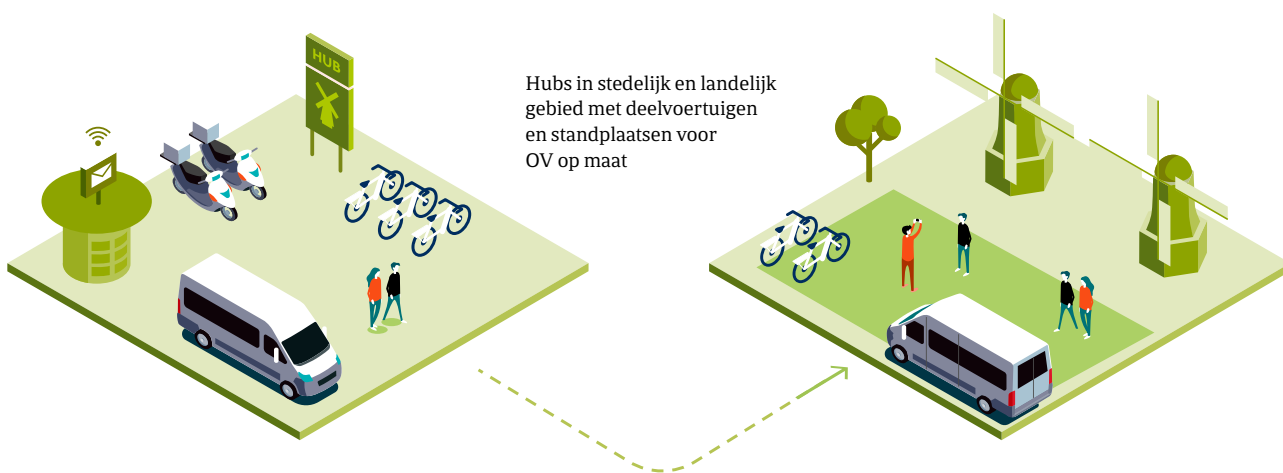 HUB
Hubs in stedelijk en landelijk
gebied met deelvoertuigen
en standplaatsen voor
OV op maat